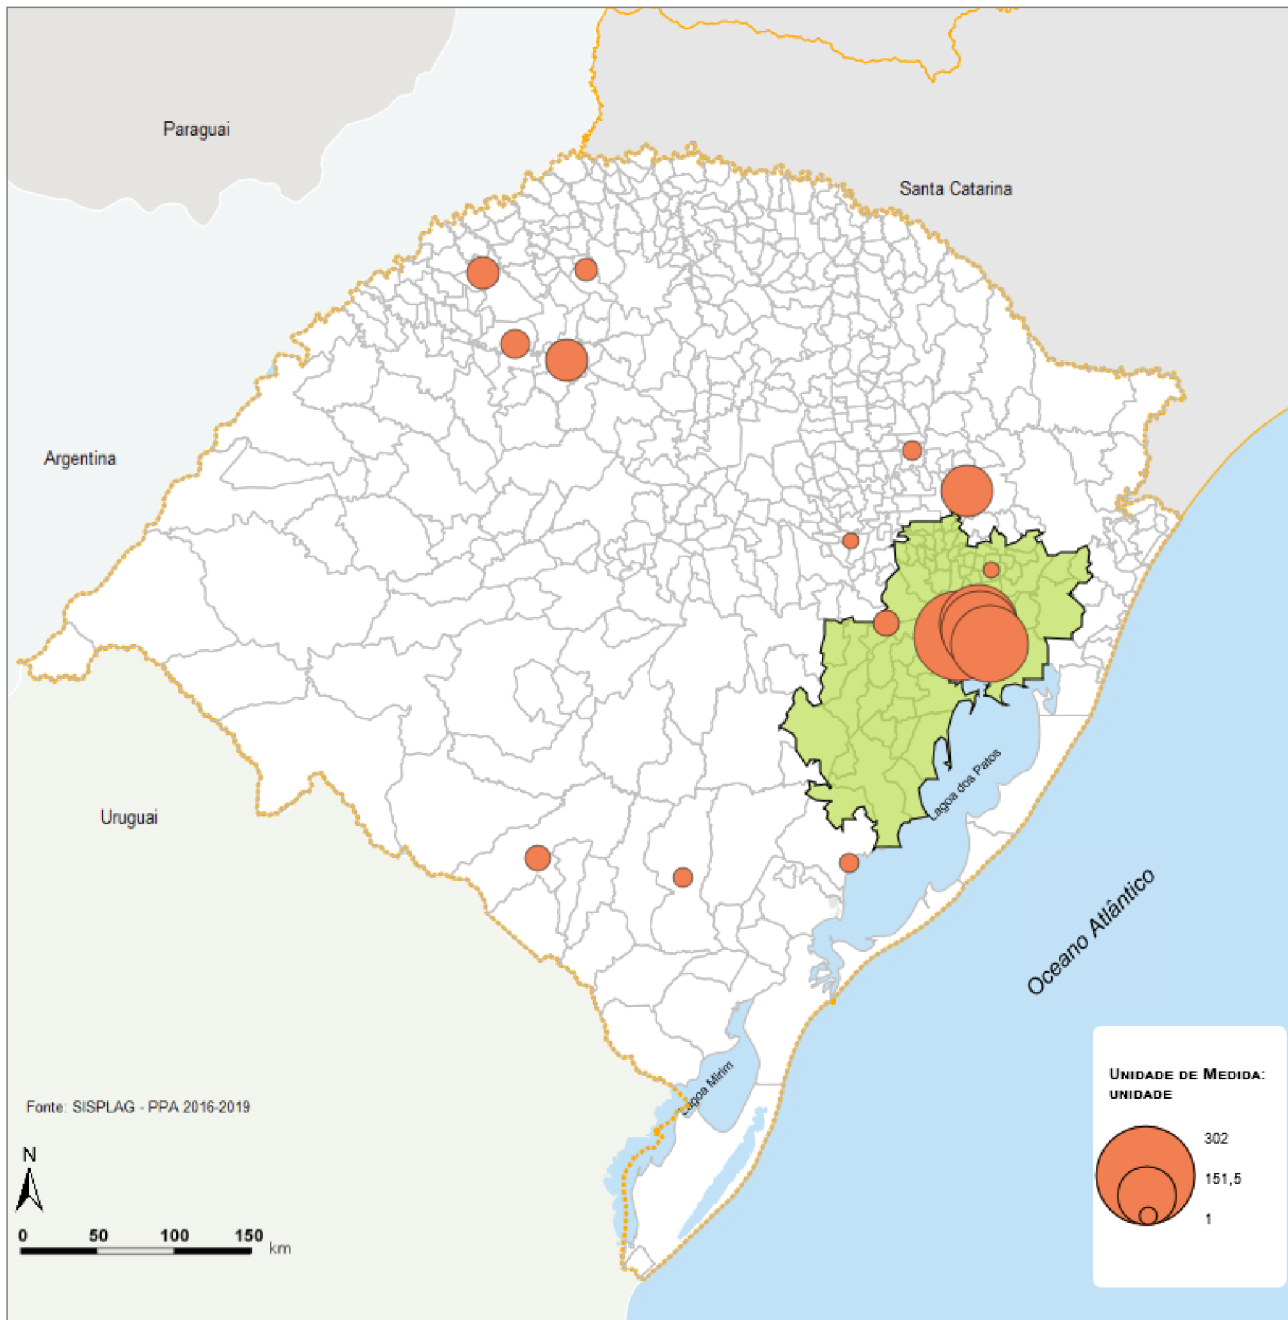 Paraguai
Santa Catarina
Argentina
Uruguai
Lagoa dos Patos
Oceano Atlântico
Lagoa Mirim
Fonte: SISPLAG - PPA 2016-2019
N
0 50 100 150
km
UNIDADE DE MEDIDA:
UNIDADE
302
151,5
1